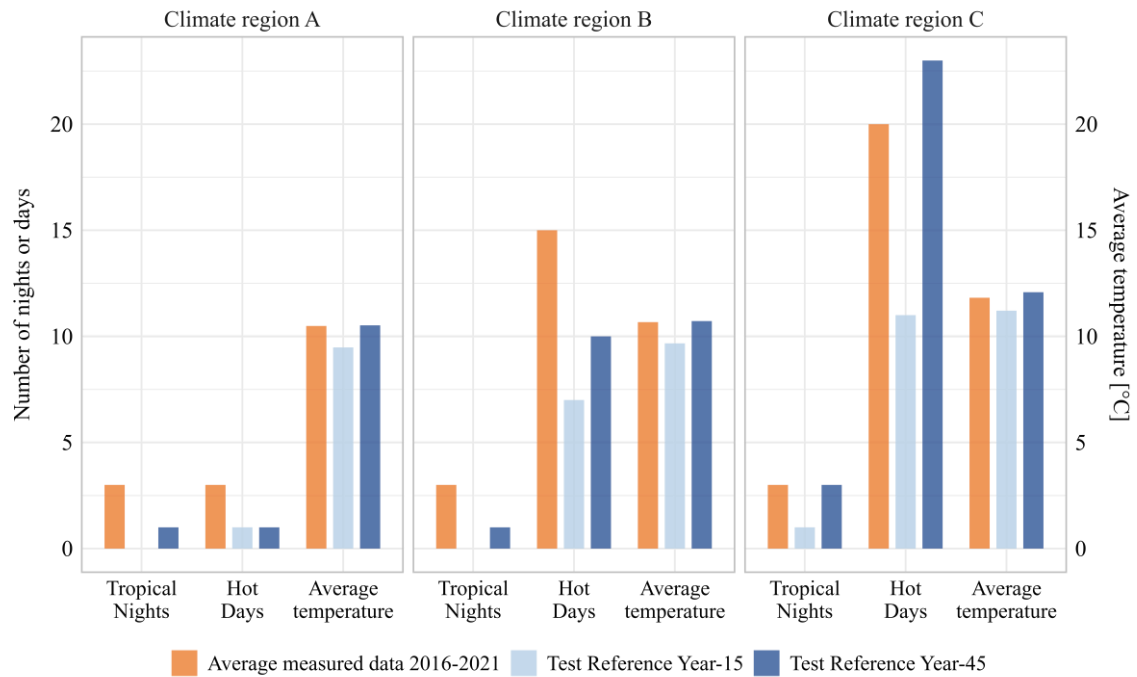 Climate region A Climate region B Climate region C
Number of nights or days
20
15
10
5
0
20
15
10
5
0
Average temperature [°C]
Tropical Nights
Hot Days
Average temperature
Tropical Nights
Hot Days
Average temperature
Tropical Nights
Hot Days
Average temperature
Average measured data 2016-2021 Test Reference Year-15 Test Reference Year-45